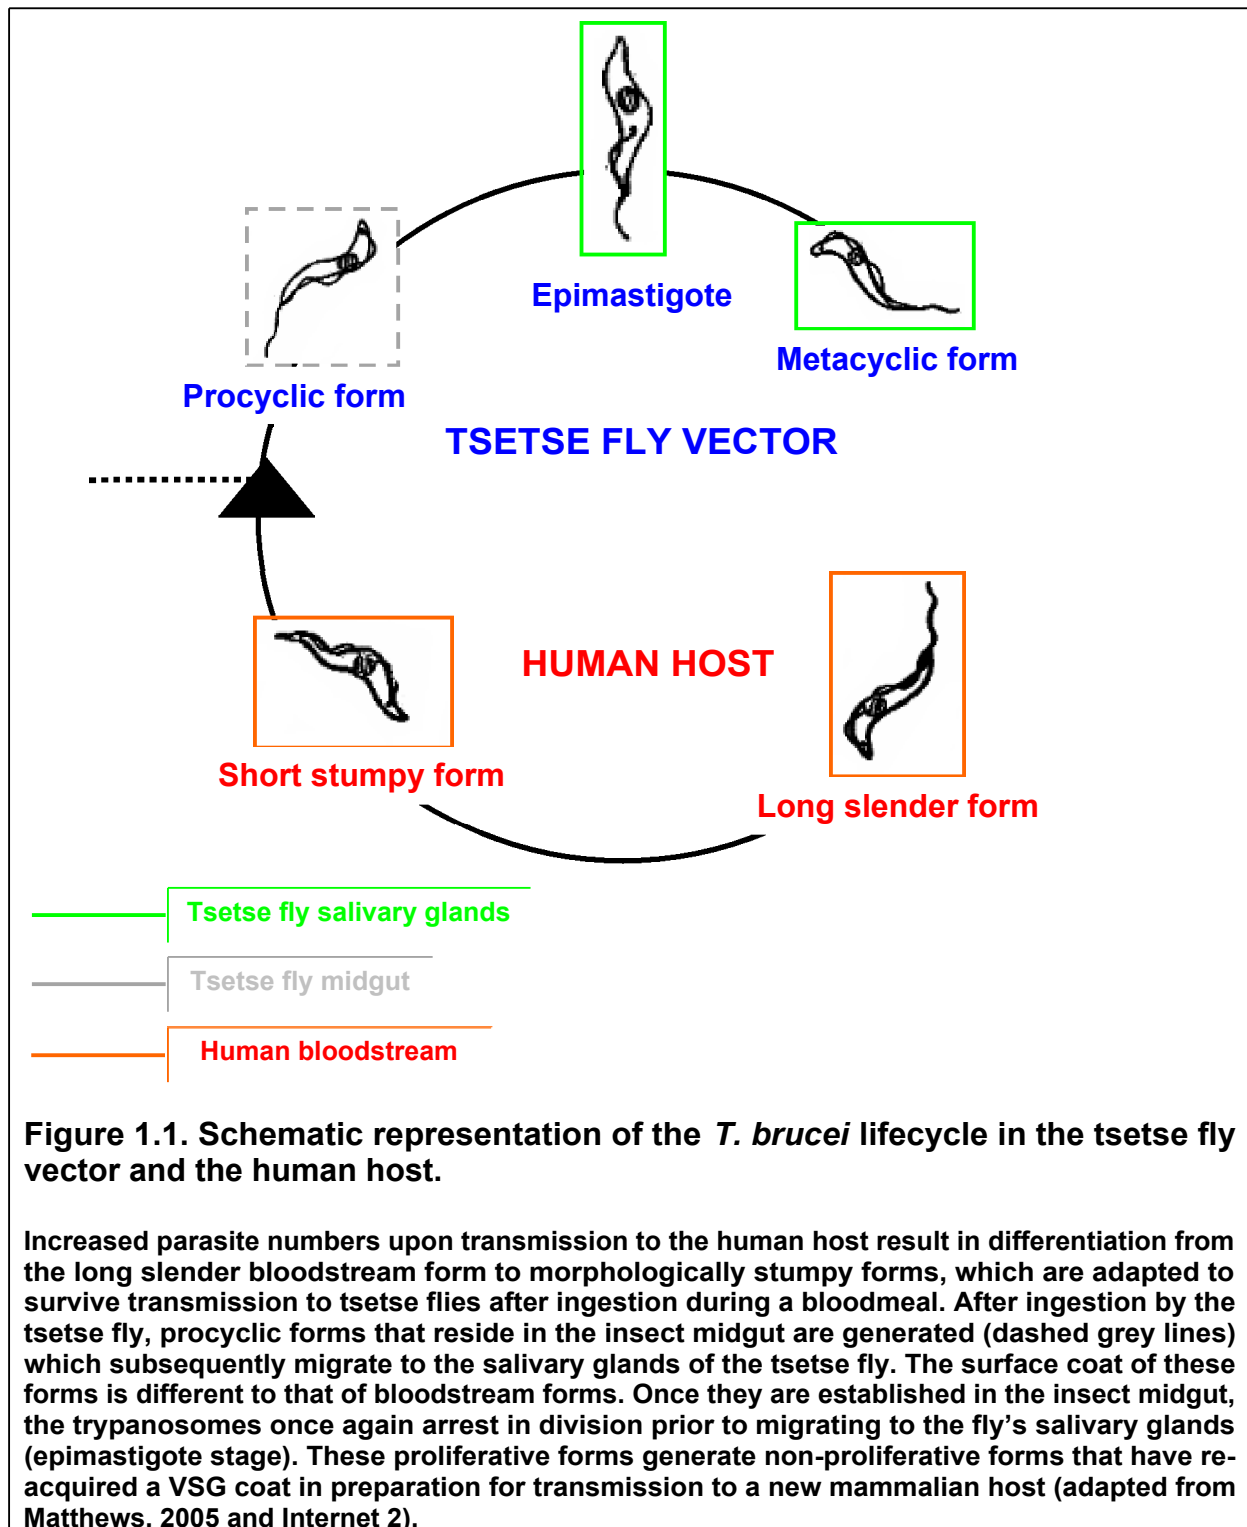 Epimastigote
Metacyclic form
Procyclic form
TSETSE FLY VECTOR
HUMAN HOST
Short stumpy form
Long slender form
Tsetse fly salivary glands
Tsetse fly midgut
Human bloodstream
Figure 1.1. Schematic representation of the T. brucei lifecycle in the tsetse fly
vector and the human host.
Increased parasite numbers upon transmission to the human host result in differentiation from
the long slender bloodstream form to morphologically stumpy forms, which are adapted to
survive transmission to tsetse flies after ingestion during a bloodmeal. After ingestion by the
tsetse fly, procyclic forms that reside in the insect midgut are generated (dashed grey lines)
which subsequently migrate to the salivary glands of the tsetse fly. The surface coat of these
forms is different to that of bloodstream forms. Once they are established in the insect midgut,
the trypanosomes once again arrest in division prior to migrating to the fly's salivary glands
(epimastigote stage). These proliferative forms generate non-proliferative forms that have re-
acquired a VSG coat in preparation for transmission to a new mammalian host (adapted from
Matthews, 2005 and Internet 2).